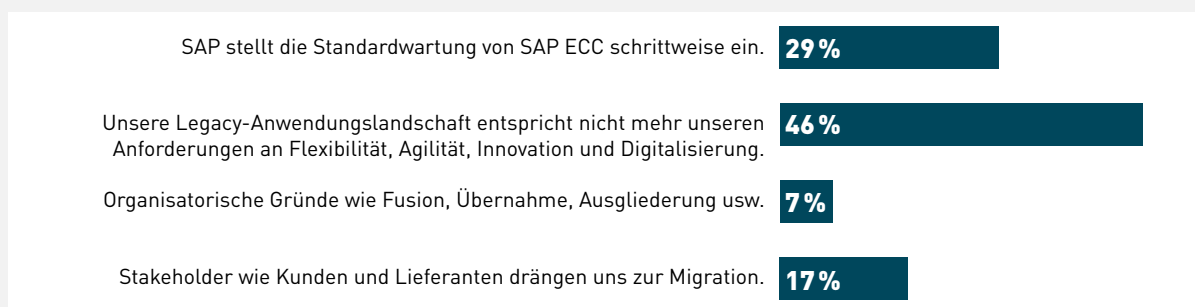 SAP stellt die Standardwartung von SAP ECC schrittweise ein.
29 %
Unsere Legacy-Anwendungslandschaft entspricht nicht mehr unseren
Anforderungen an Flexibilität, Agilität, Innovation und Digitalisierung.
46 %
Organisatorische Gründe wie Fusion, Übernahme, Ausgliederung usw.
7 %
Stakeholder wie Kunden und Lieferanten drängen uns zur Migration.
17 %